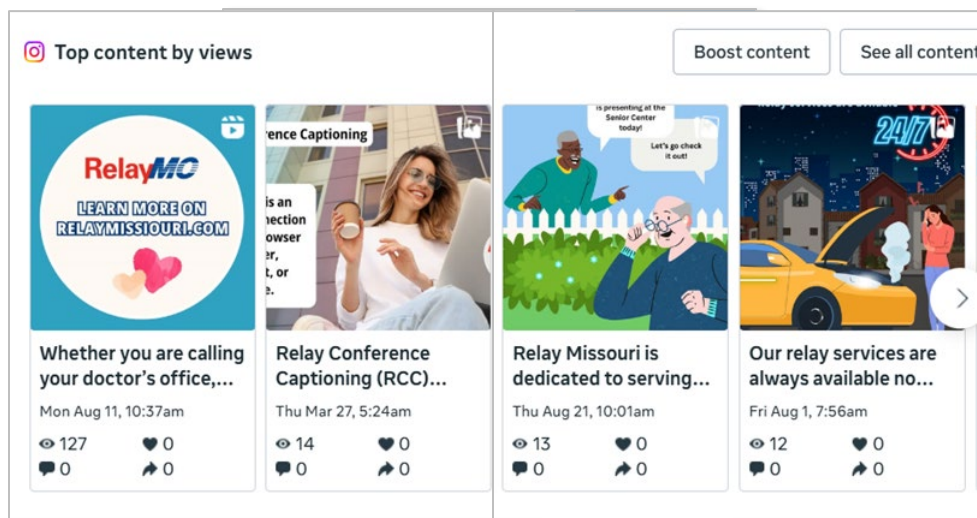 Top content by views
Boost content
See all content
RelayMO
LEARN MORE ON
RELAYMISSOURI.COM
Whether you are calling
your doctor's office,...
Mon Aug 11, 10:37am
127 0
0 0
ence Captioning
is an
nection
owser
er,
t, or
e.
Relay Conference
Captioning (RCC)...
Thu Mar 27, 5:24am
14 0
0 0
is presenting at the
Senior Center
today!
Let's go check
it out!
Relay Missouri is
dedicated to serving...
Thu Aug 21, 10:01am
13 0
0 0
24/7
Our relay services are
always available no...
Fri Aug 1, 7:56am
12 0
0 0